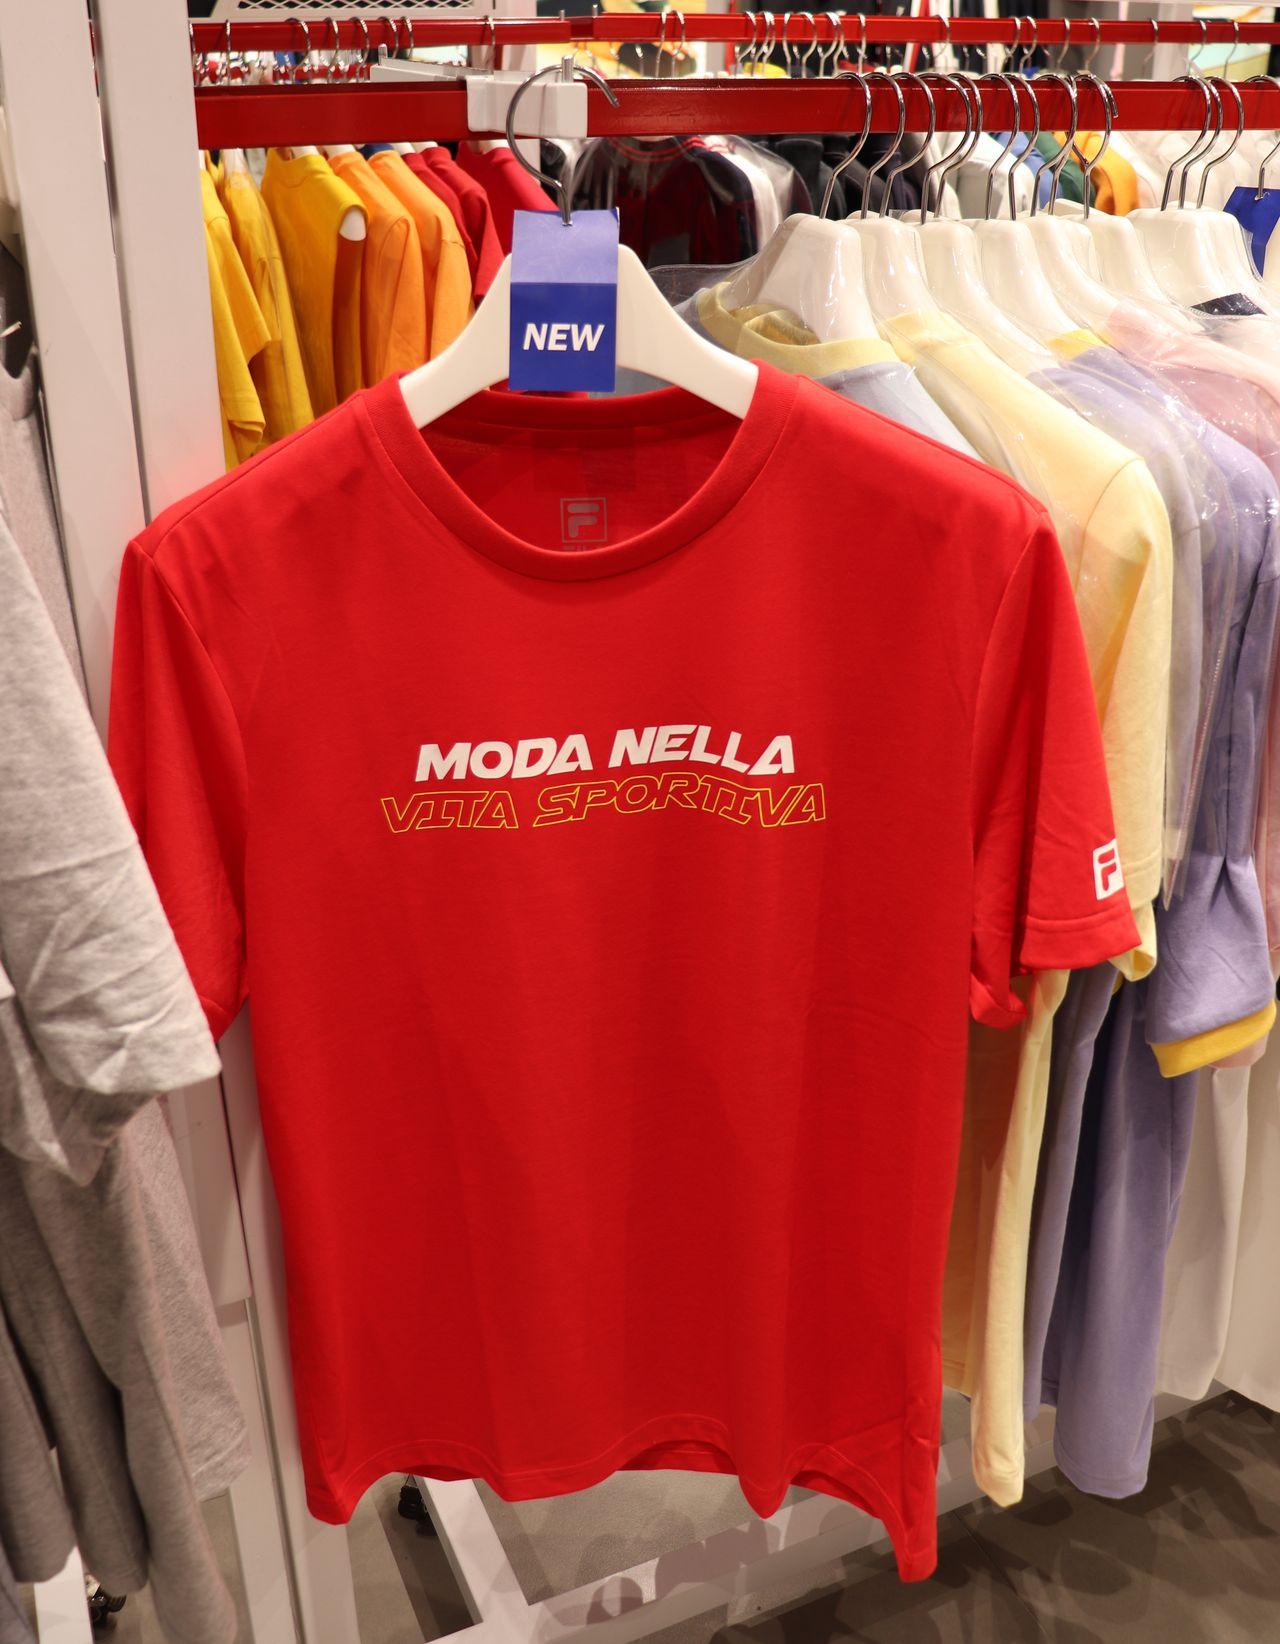 NEW
MODA NELLA
VITA SPORTIVA
F